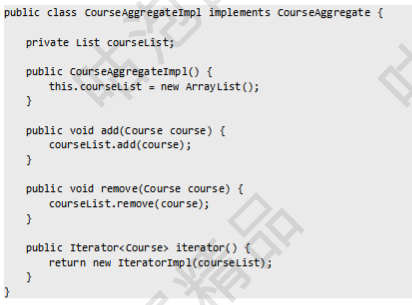 public class CourseAggregateImpl implements CourseAggregate {
private List courseList;
public CourseAggregateImpl() {
this.courseList = new ArrayList();
}
public void add(Course course) {
courseList.add(course);
}
public void remove(Course course) {
courseList.remove(course);
}
public Iterator<Course> iterator() {
return new IteratorImpl(courseList);
}
}